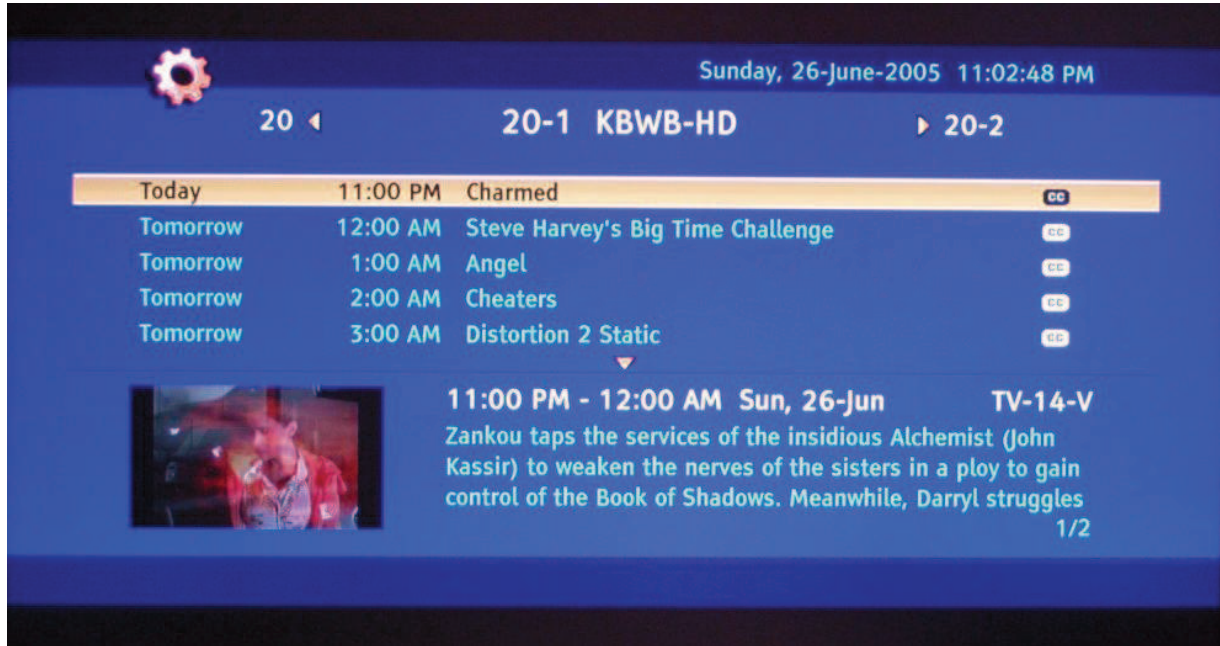 Sunday, 26-June-2005 11:02:48 PM
20 20-1 KBWB-HD 20-2
Today 11:00 PM Charmed CC
Tomorrow 12:00 AM Steve Harvey's Big Time Challenge CC
Tomorrow 1:00 AM Angel CC
Tomorrow 2:00 AM Cheaters CC
Tomorrow 3:00 AM Distortion 2 Static CC
11:00 PM - 12:00 AM Sun, 26-Jun TV-14-V
Zankou taps the services of the insidious Alchemist (John
Kassir) to weaken the nerves of the sisters in a ploy to gain
control of the Book of Shadows. Meanwhile, Darryl struggles
1/2